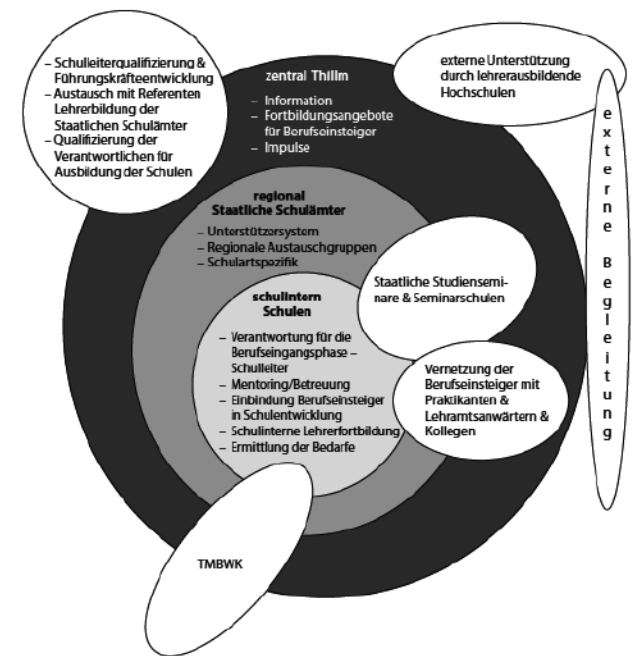 – Schulleiterqualifizierung &
Führungskräfteentwicklung
– Austausch mit Referenten
Lehrerbildung der
Staatlichen Schulämter
– Qualifizierung der
Verantwortlichen für
Ausbildung der Schulen
zentral Thillm
– Information
– Fortbildungsangebote
für Berufseinsteiger
– Impulse
externe Unterstützung
durch lehrerausbildende
Hochschulen
externe Begleitung
regional
Staatliche Schulämter
– Unterstützersystem
– Regionale Austauschgruppen
– Schulartspezifik
Staatliche Studiensemi-
nare & Seminarschulen
schulintern
Schulen
– Verantwortung für die
Berufseingangsphase –
Schulleiter
– Mentoring/Betreuung
– Einbindung Berufseinsteiger
in Schulentwicklung
– Schulinterne Lehrerfortbildung
– Ermittlung der Bedarfe
Vernetzung der
Berufseinsteiger mit
Praktikanten &
Lehramtsanwärtern &
Kollegen
TMBWK